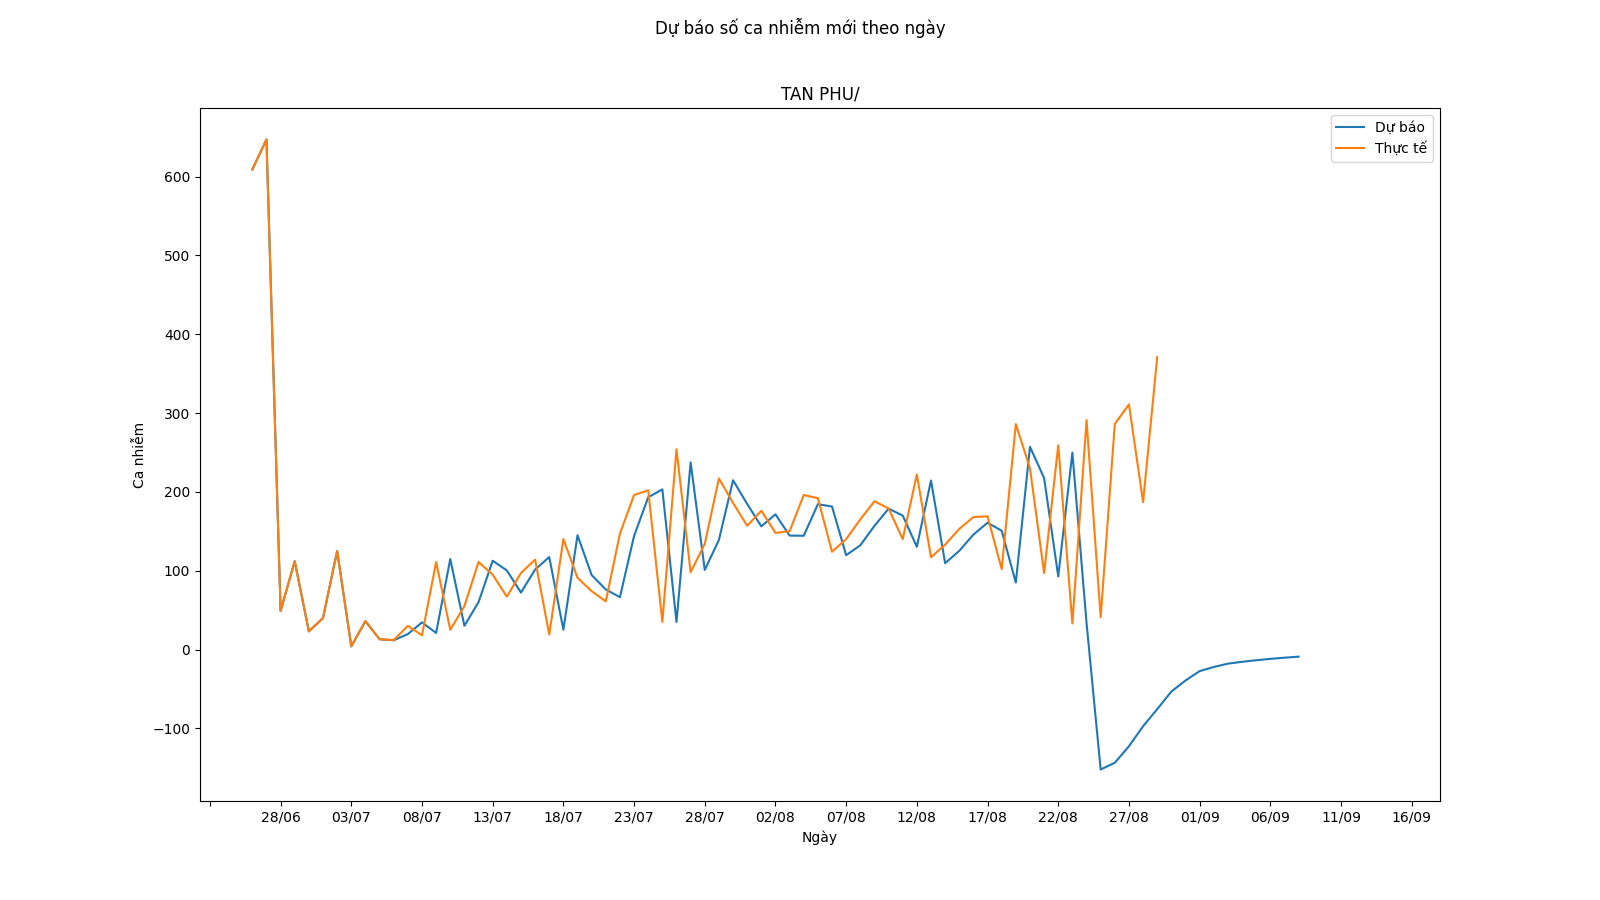 Dự báo số ca nhiễm mới theo ngày
TAN PHU/
Dự báo
Thực tế
600
500
400
300
200
100
0
−100
Ca nhiễm
28/06 03/07 08/07 13/07 18/07 23/07 28/07 02/08 07/08 12/08 17/08 22/08 27/08 01/09 06/09 11/09 16/09
Ngày